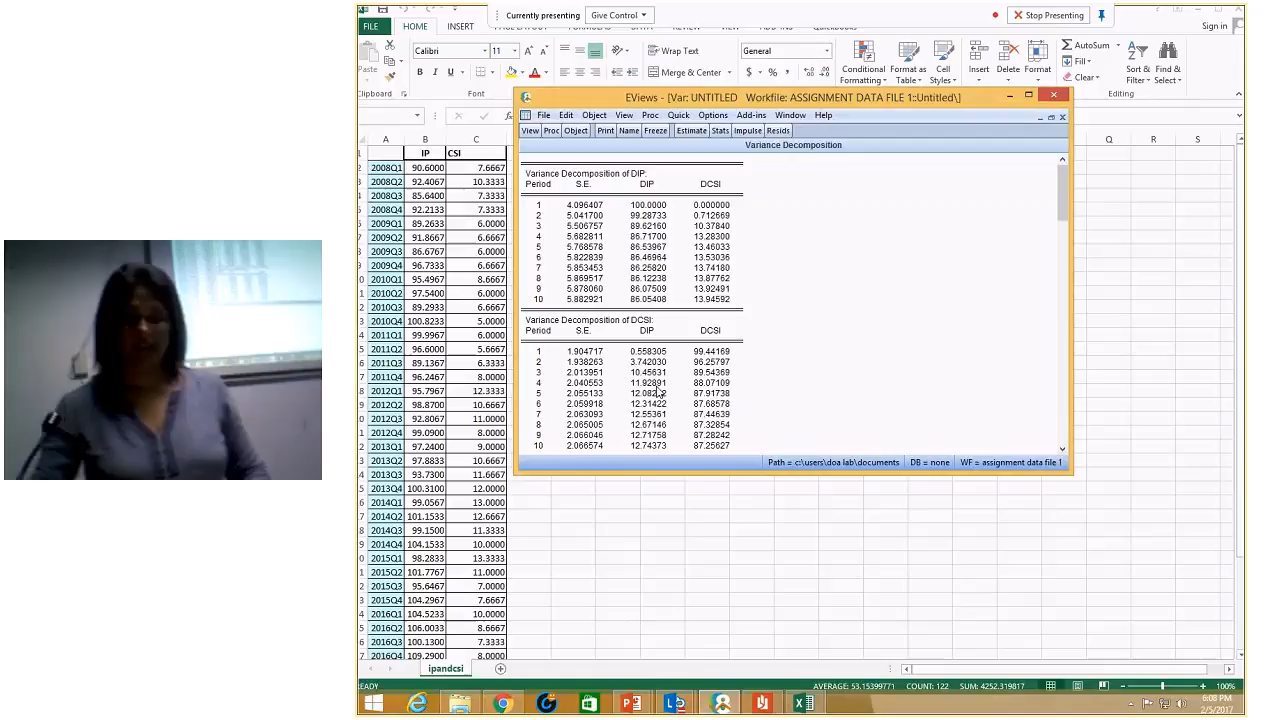 Currently presenting Give Control Stop Presenting
FILE HOME INSERT Sign in
Calibri 11 A A Wrap Text General AutoSum
Paste B I U A Merge & Center $ % , Conditional Formatting Format as Table Cell Styles Insert Delete Format Fill Clear Sort & Filter Find & Select
Clipboard Font Editing
EViews - [Var: UNTITLED Workfile: ASSIGNMENT DATA FILE 1::Untitled\]
File Edit Object View Proc Quick Options Add-ins Window Help
View Proc Object Print Name Freeze Estimate Stats Impulse Resids
Variance Decomposition
Variance Decomposition of DIP:
Period S.E. DIP DCSI
1 4.096407 100.0000 0.000000
2 5.041700 99.28733 0.712669
3 5.506757 89.62160 10.37840
4 5.682811 86.71700 13.28300
5 5.768578 86.53967 13.46033
6 5.822839 86.46964 13.53036
7 5.853453 86.25820 13.74180
8 5.869517 86.12238 13.87762
9 5.878060 86.07509 13.92491
10 5.882921 86.05408 13.94592
Variance Decomposition of DCSI:
Period S.E. DIP DCSI
1 1.904717 0.558305 99.44169
2 1.938263 3.742030 96.25797
3 2.013951 10.45631 89.54369
4 2.040553 11.92891 88.07109
5 2.055133 87.91738
6 2.059918 12.31422 87.68578
7 2.063093 12.55361 87.44639
8 2.065005 12.67146 87.32854
9 2.066046 12.71758 87.28242
10 2.066574 12.74373 87.25627
Path = c:\users\doa lab\documents DB = none WF = assignment data file 1
A B C Q R S
IP CSI
2008Q1 90.6000 7.6667
2008Q2 92.4067 10.3333
2008Q3 85.6400 7.3333
2008Q4 92.2133 7.3333
2009Q1 89.2633 6.0000
2009Q2 91.8667 6.6667
2009Q3 86.6767 6.0000
2009Q4 96.7333 6.6667
2010Q1 95.4967 8.6667
2010Q2 97.5400 6.0000
2010Q3 89.2933 6.6667
2010Q4 100.8233 5.0000
2011Q1 99.9967 6.0000
2011Q2 96.6000 5.6667
2011Q3 89.1367 6.3333
2011Q4 96.2467 8.0000
2012Q1 95.7967 12.3333
2012Q2 98.8700 10.6667
2012Q3 92.8067 11.0000
2012Q4 99.0900 8.0000
2013Q1 97.2400 9.0000
2013Q2 97.8833 10.6667
2013Q3 93.7300 11.6667
2013Q4 100.3100 12.0000
2014Q1 99.0567 13.0000
2014Q2 101.1533 12.6667
2014Q3 99.1500 11.3333
2014Q4 104.1533 10.0000
2015Q1 98.2833 13.3333
2015Q2 101.7767 11.0000
2015Q3 95.6467 7.0000
2015Q4 104.2967 7.6667
2016Q1 104.5233 10.0000
2016Q2 106.0033 8.6667
2016Q3 100.1300 7.3333
2016Q4 109.2900 8.0000
ipandcsi
AVERAGE: 53.15399771 COUNT: 122 SUM: 4252.319817 100%
6:08 PM
2/5/2017